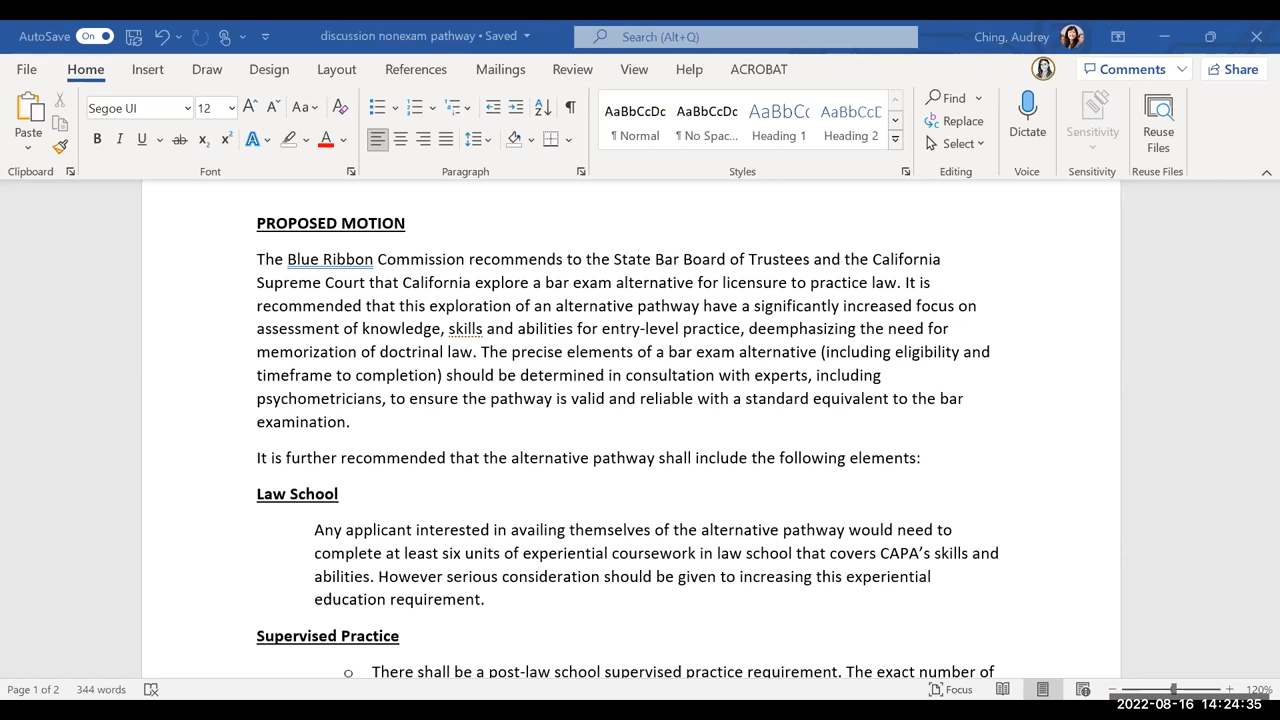 AutoSave On
discussion nonexam pathway • Saved
Search (Alt+Q)
Ching, Audrey
File Home Insert Draw Design Layout References Mailings Review View Help ACROBAT Comments Share
Paste
Segoe UI 12
AaBbCcDc AaBbCcDc AaBbCc AaBbCcD
¶ Normal ¶ No Spac... Heading 1 Heading 2
Find
Replace
Select
Dictate
Sensitivity
Reuse
Files
Clipboard Font Paragraph Styles Editing Voice Sensitivity Reuse Files
PROPOSED MOTION
The Blue Ribbon Commission recommends to the State Bar Board of Trustees and the California
Supreme Court that California explore a bar exam alternative for licensure to practice law. It is
recommended that this exploration of an alternative pathway have a significantly increased focus on
assessment of knowledge, skills and abilities for entry-level practice, deemphasizing the need for
memorization of doctrinal law. The precise elements of a bar exam alternative (including eligibility and
timeframe to completion) should be determined in consultation with experts, including
psychometricians, to ensure the pathway is valid and reliable with a standard equivalent to the bar
examination.
It is further recommended that the alternative pathway shall include the following elements:
Law School
Any applicant interested in availing themselves of the alternative pathway would need to
complete at least six units of experiential coursework in law school that covers CAPA's skills and
abilities. However serious consideration should be given to increasing this experiential
education requirement.
Supervised Practice
o There shall be a post-law school supervised practice requirement. The exact number of
Page 1 of 2 344 words Focus 120%
2022-08-16 14:24:35